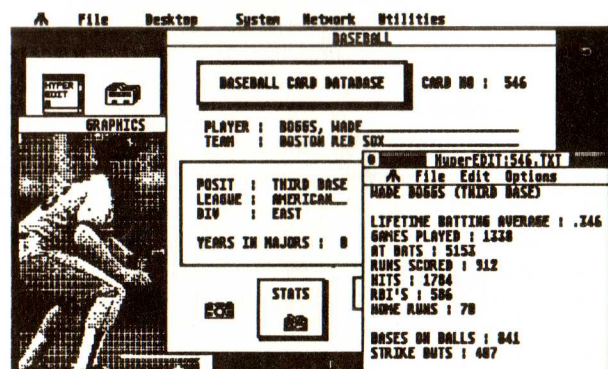 File Desktop System Network Utilities
BASEBALL
HYPER EDIT
BASEBALL CARD DATABASE
CARD NO : 546
GRAPHICS
PLAYER : BOGGS, WADE
TEAM : BOSTON RED SOX
POSIT : THIRD BASE
LEAGUE : AMERICAN
DIV : EAST
YEARS IN MAJORS : 8
STATS
HyperEDIT:546.TXT
File Edit Options
WADE BOGGS (THIRD BASE)
LIFETIME BATTING AVERAGE : .346
GAMES PLAYED : 1338
AT BATS : 5153
RUNS SCORED : 912
HITS : 1784
RBI'S : 586
HOME RUNS : 70
BASES ON BALLS : 841
STRIKE OUTS : 487